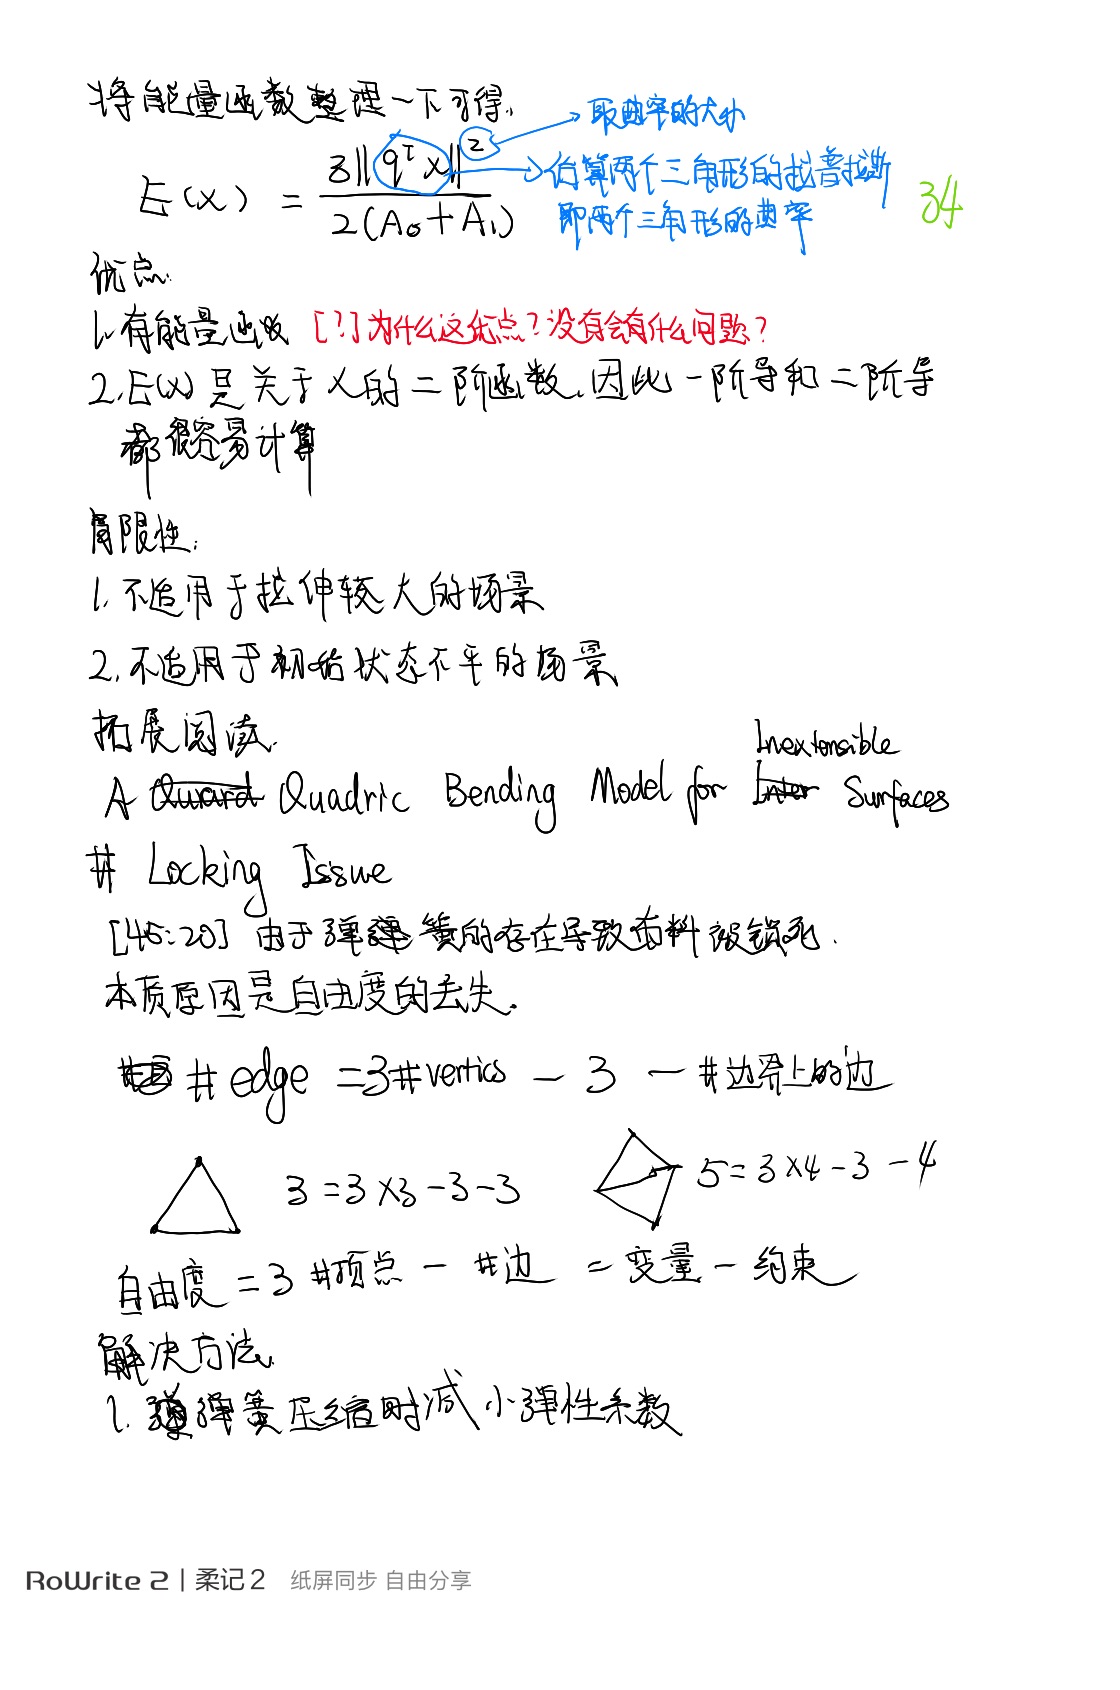 将能量函数整理一下可得:
E(x) = 3||qᵀx||² / 2(A₀+A₁)
取曲率的大小
估算两个三角形的拉普拉斯
即两个三角形的曲率
34
优点:
1.有能量函数 [?]为什么这优点?没有会有什么问题?
2.E(x)是关于x的二阶函数,因此一阶导和二阶导
都很容易计算
局限性:
1.不适用于拉伸较大的场景
2.不适用于初始状态不平的场景
拓展阅读:
A Quadric Bending Model for Inextensible Surfaces
# Locking Issue
[45:20] 由于弹簧的存在导致布料被锁死.
本质原因是自由度的丢失.
#edge = 3#vertics - 3 - #边界上的边
3 = 3×3-3-3
5 = 3×4-3-4
自由度 = 3#顶点 - #边 = 变量 - 约束
解决方法:
1.弹簧压缩时减小弹性系数
RoWrite 2 | 柔记 2 纸屏同步 自由分享